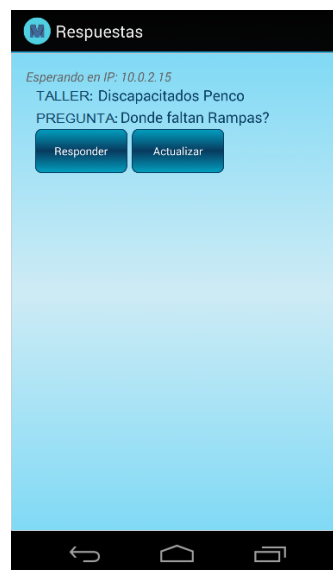 M Respuestas
Esperando en IP: 10.0.2.15
TALLER: Discapacitados Penco
PREGUNTA: Donde faltan Rampas?
Responder Actualizar